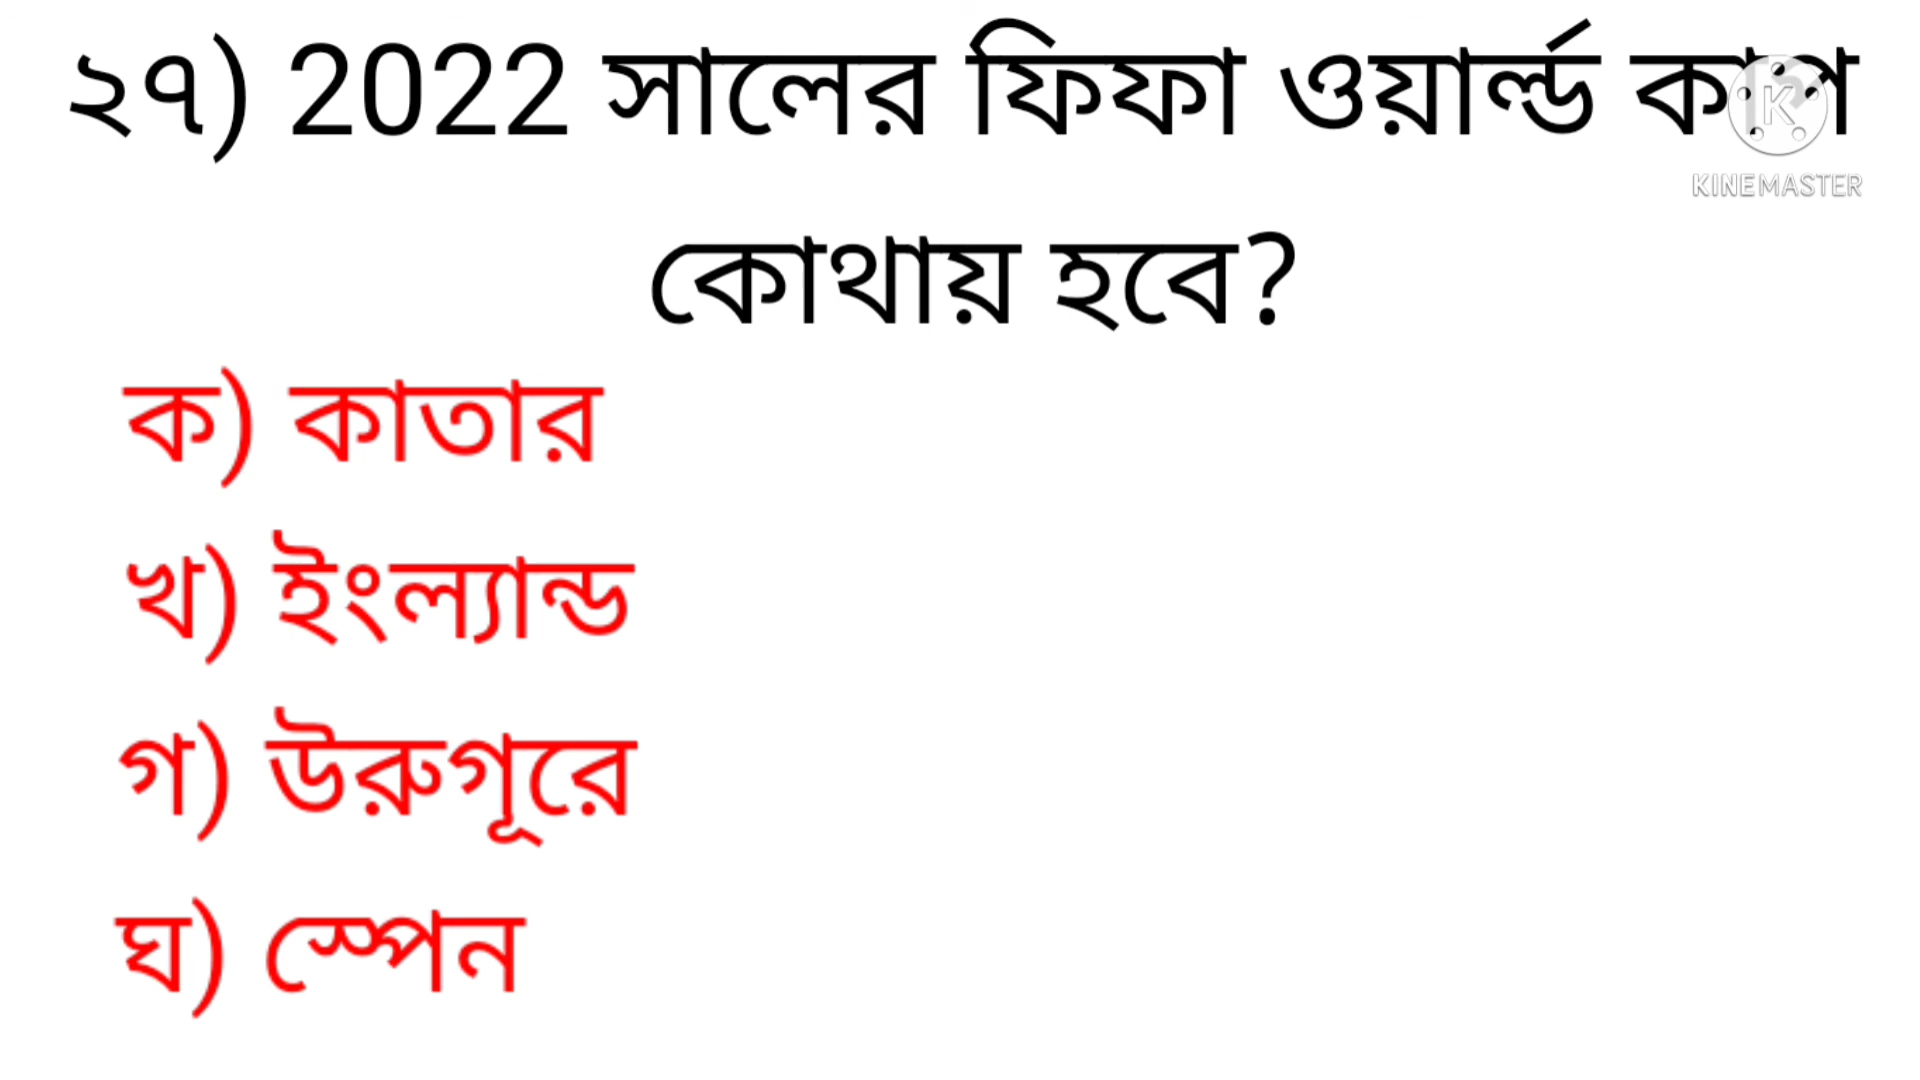 ২৭) 2022 সালের ফিফা ওয়ার্ল্ড কাপ
KINEMASTER
কোথায় হবে?
ক) কাতার
খ) ইংল্যান্ড
গ) উরুগূরে
ঘ) স্পেন